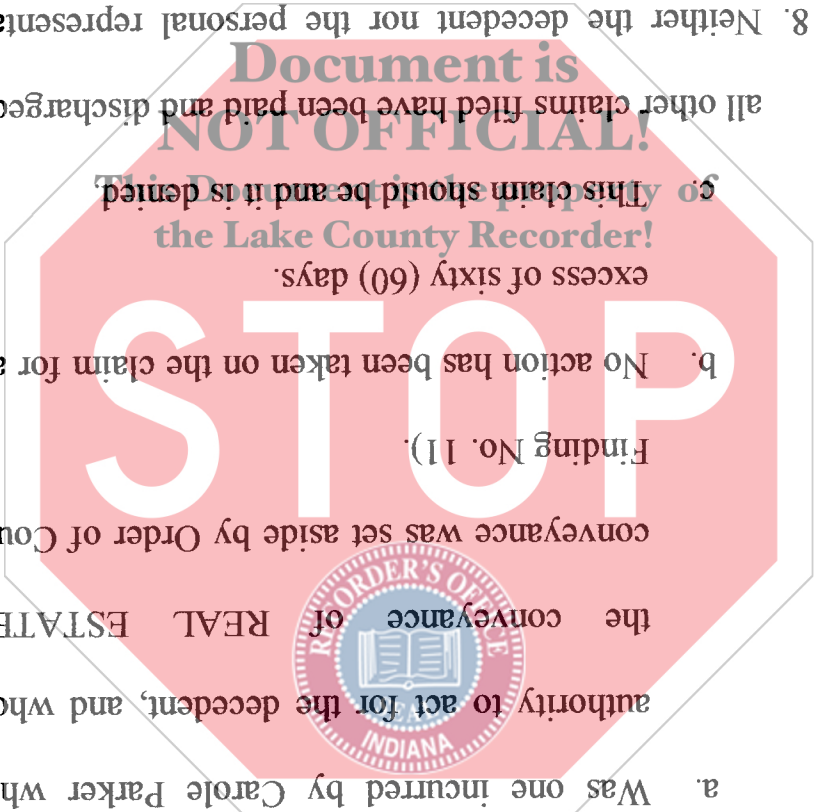 a. Was one incurred by Carole Parker wh
authority to act for the decedent, and who
the conveyance of REAL ESTATE
conveyance was set aside by Order of Cou
Finding No. 11).
b. No action has been taken on the claim for a
excess of sixty (60) days.
c. This claim should be and it is denied.
all other claims filed have been paid and discharged
8. Neither the decedent nor the personal representa
Document is
NOT OFFICIAL!
This Document is the property of
the Lake County Recorder!
STOP
RECORDER'S OFFICE
INDIANA